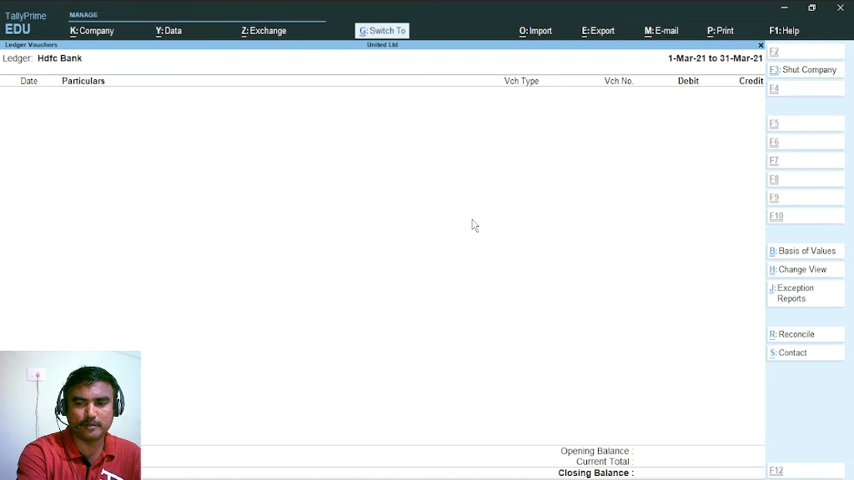 TallyPrime
EDU
MANAGE
K: Company Y: Data Z: Exchange G: Switch To O: Import E: Export M: E-mail P: Print F1: Help
Ledger Vouchers United Ltd x
Ledger: Hdfc Bank 1-Mar-21 to 31-Mar-21
Date Particulars Vch Type Vch No. Debit Credit
F2
F3: Shut Company
F4
F5
F6
F7
F8
F9
F10
B: Basis of Values
H: Change View
J: Exception
Reports
R: Reconcile
S: Contact
Opening Balance :
Current Total :
Closing Balance :
F12